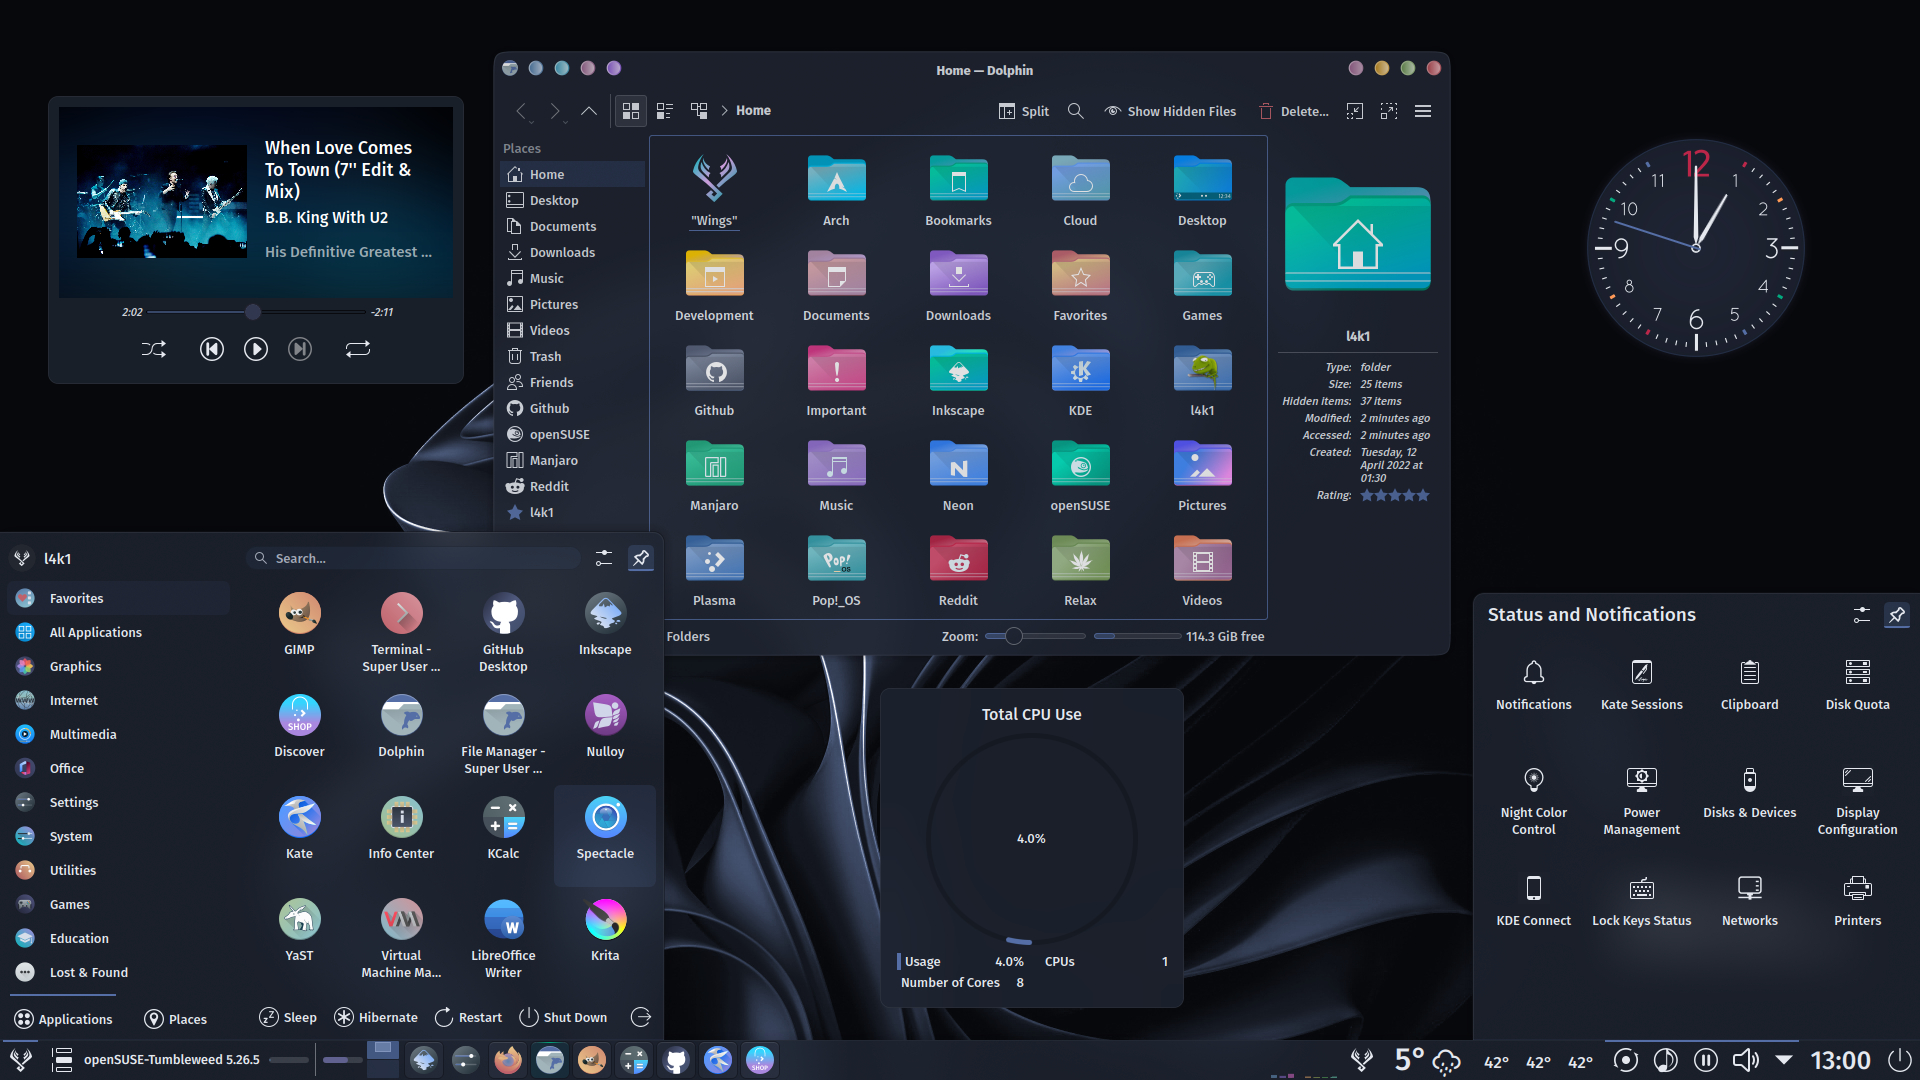 Home — Dolphin
Home
Split
Show Hidden Files
Delete...
When Love Comes
To Town (7'' Edit &
Mix)
B.B. King With U2
His Definitive Greatest ...
2:02
-2:11
Places
Home
Desktop
Documents
Downloads
Music
Pictures
Videos
Trash
Friends
Github
openSUSE
Manjaro
Reddit
l4k1
"Wings"
Arch
Bookmarks
Cloud
Desktop
Development
Documents
Downloads
Favorites
Games
Github
Important
Inkscape
KDE
l4k1
Manjaro
Music
Neon
openSUSE
Pictures
Plasma
Pop!_OS
Reddit
Relax
Videos
Folders
Zoom:
114.3 GiB free
l4k1
Type: folder
Size: 25 items
Hidden items: 37 items
Modified: 2 minutes ago
Accessed: 2 minutes ago
Created: Tuesday, 12
April 2022 at
01:30
Rating:
12
1
2
3
4
5
6
7
8
9
10
11
l4k1
Search...
Favorites
All Applications
Graphics
Internet
Multimedia
Office
Settings
System
Utilities
Games
Education
Lost & Found
GIMP
Terminal -
Super User ...
GitHub
Desktop
Inkscape
SHOP
Discover
Dolphin
File Manager -
Super User ...
Nulloy
Kate
Info Center
KCalc
Spectacle
YaST
Virtual
Machine Ma...
LibreOffice
Writer
Krita
Applications
Places
Sleep
Hibernate
Restart
Shut Down
Total CPU Use
4.0%
Usage 4.0%
CPUs 1
Number of Cores 8
Status and Notifications
Notifications
Kate Sessions
Clipboard
Disk Quota
Night Color
Control
Power
Management
Disks & Devices
Display
Configuration
KDE Connect
Lock Keys Status
Networks
Printers
openSUSE-Tumbleweed 5.26.5
SHOP
5°
42°
42°
42°
13:00